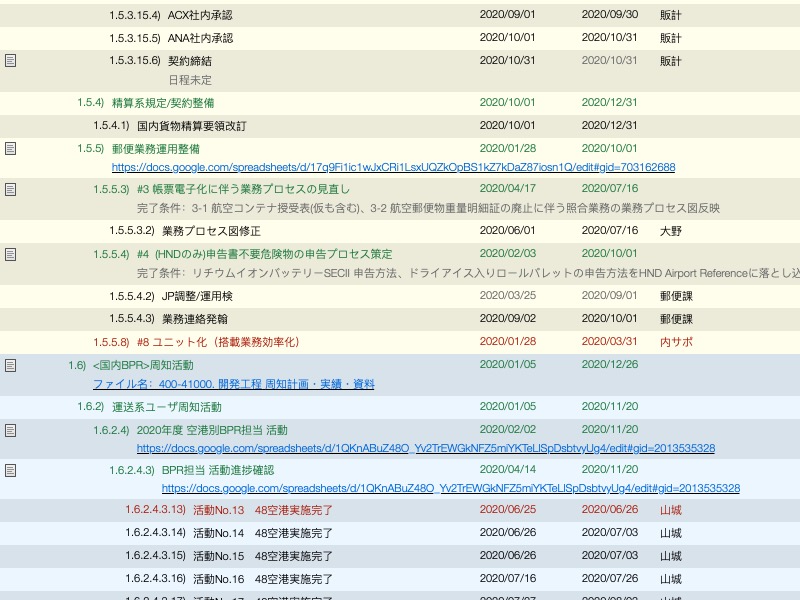 1.5.3.15.4) ACX社内承認 2020/09/01 2020/09/30 販計
1.5.3.15.5) ANA社内承認 2020/10/01 2020/10/31 販計
1.5.3.15.6) 契約締結 2020/10/31 2020/10/31 販計
日程未定
1.5.4) 精算系規定/契約整備 2020/10/01 2020/12/31
1.5.4.1) 国内貨物精算要領改訂 2020/10/01 2020/12/31
1.5.5) 郵便業務運用整備 2020/01/28 2020/10/01
https://docs.google.com/spreadsheets/d/17q9Fi1ic1wJxCRi1LsxUQZkOpBS1kZ7kDaZ87iosn1Q/edit#gid=703162688
1.5.5.3) #3 帳票電子化に伴う業務プロセスの見直し 2020/04/17 2020/07/16
完了条件： 3-1 航空コンテナ授受表(仮も含む)、3-2 航空郵便物重量明細証の廃止に伴う照合業務の業務プロセス図反映
1.5.5.3.2) 業務プロセス図修正 2020/06/01 2020/07/16 大野
1.5.5.4) #4 (HNDのみ)申告書不要危険物の申告プロセス策定 2020/02/03 2020/10/01
完了条件： リチウムイオンバッテリーSECII 申告方法、ドライアイス入りロールパレットの申告方法をHND Airport Referenceに落とし込
1.5.5.4.2) JP調整/運用検 2020/03/25 2020/09/01 郵便課
1.5.5.4.3) 業務連絡発翰 2020/09/02 2020/10/01 郵便課
1.5.5.8) #8 ユニット化（搭載業務効率化） 2020/01/28 2020/03/31 内サポ
1.6) <国内BPR>周知活動 2020/01/05 2020/12/26
ファイル名： 400-41000. 開発工程 周知計画・実績・資料
1.6.2) 運送系ユーザ周知活動 2020/01/05 2020/11/20
1.6.2.4) 2020年度 空港別BPR担当 活動 2020/02/02 2020/11/20
https://docs.google.com/spreadsheets/d/1QKnABuZ48O_Yv2TrEWGkNFZ5miYKTeLlSpDsbtvyUg4/edit#gid=2013535328
1.6.2.4.3) BPR担当 活動進捗確認 2020/04/14 2020/11/20
https://docs.google.com/spreadsheets/d/1QKnABuZ48O_Yv2TrEWGkNFZ5miYKTeLlSpDsbtvyUg4/edit#gid=2013535328
1.6.2.4.3.13) 活動No.13　48空港実施完了 2020/06/25 2020/06/26 山城
1.6.2.4.3.14) 活動No.14　48空港実施完了 2020/06/26 2020/07/03 山城
1.6.2.4.3.15) 活動No.15　48空港実施完了 2020/06/26 2020/07/03 山城
1.6.2.4.3.16) 活動No.16　48空港実施完了 2020/07/16 2020/07/26 山城